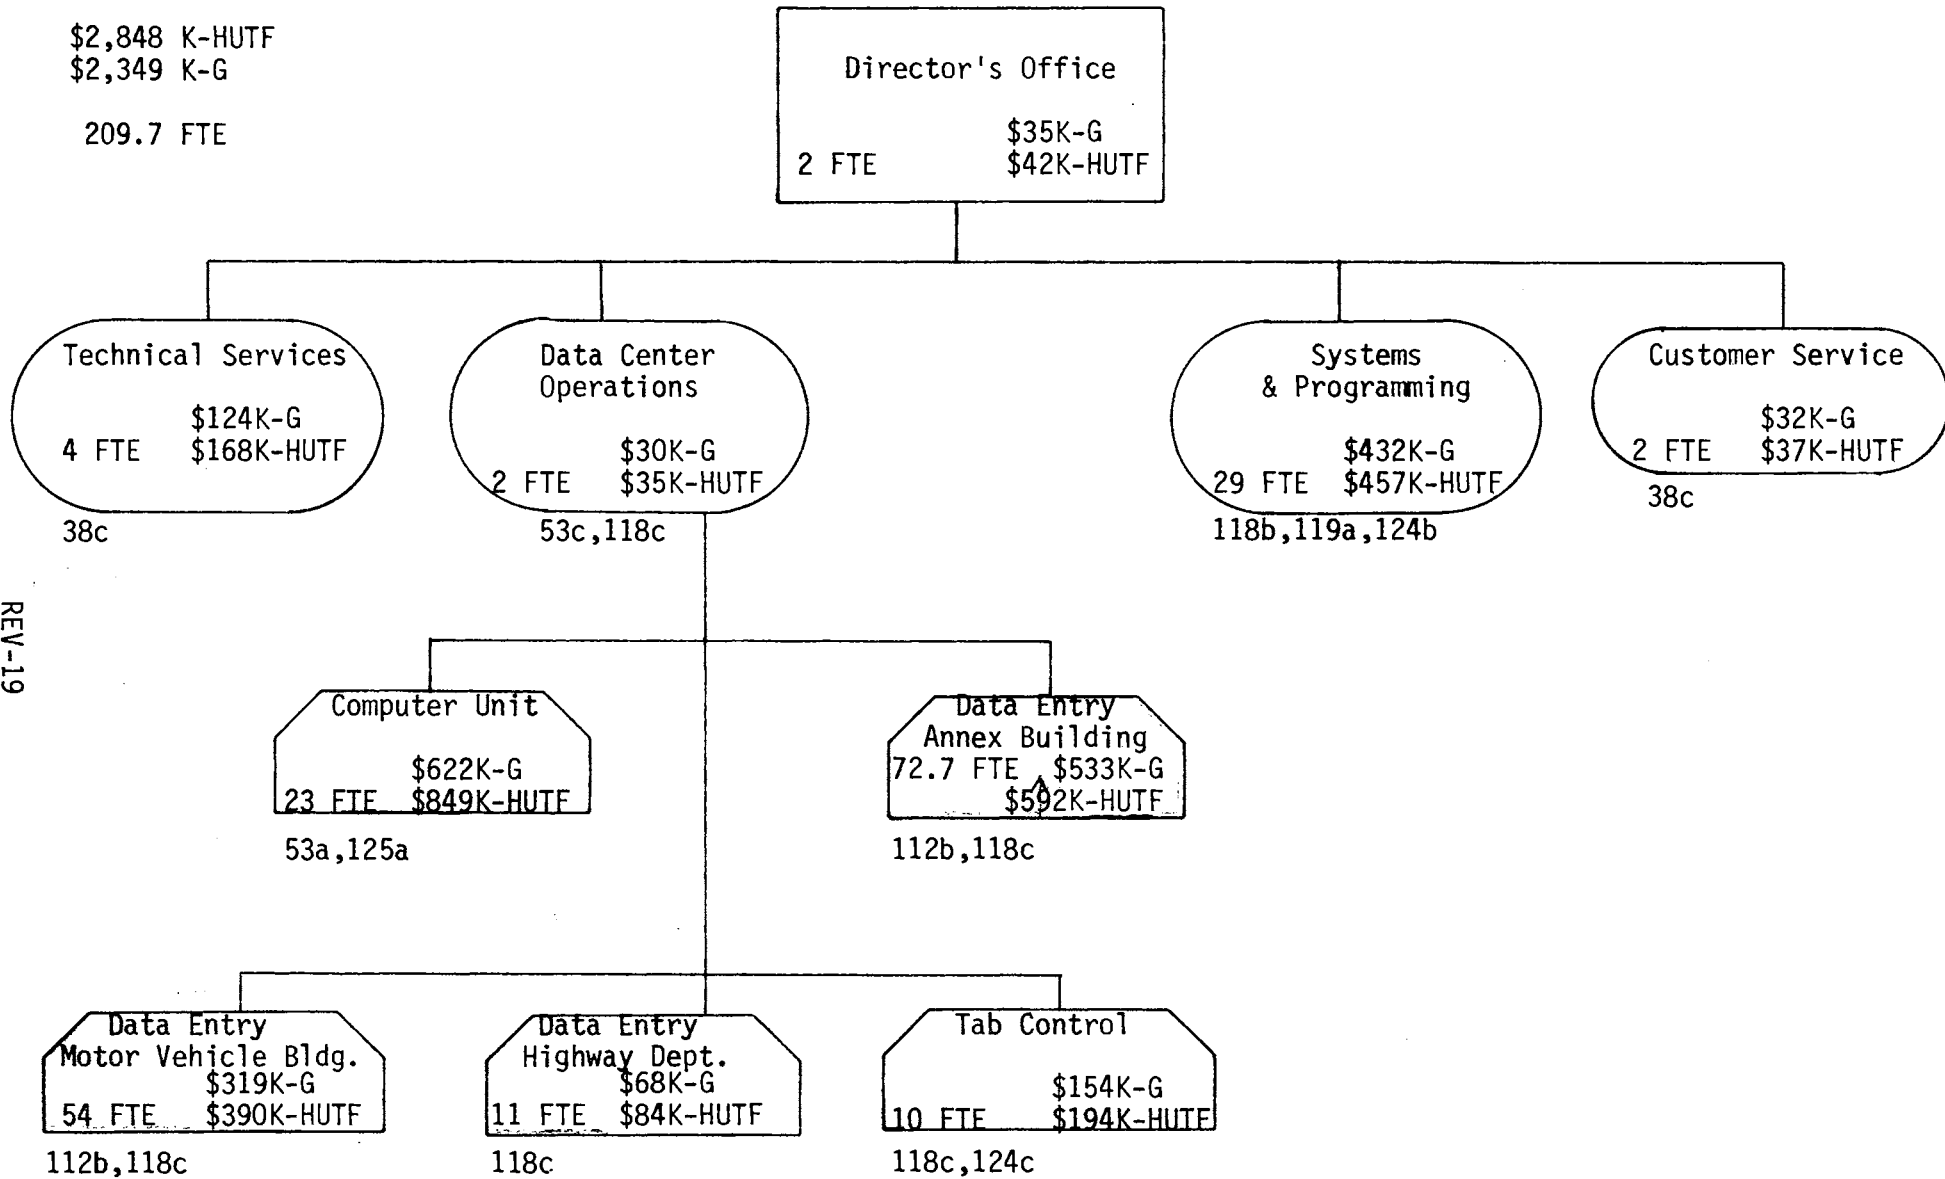 $2,848 K-HUTF
$2,349 K-G
209.7 FTE
Director's Office
$35K-G
2 FTE $42K-HUTF
Technical Services
$124K-G
4 FTE $168K-HUTF
38c
Data Center
Operations
$30K-G
2 FTE $35K-HUTF
53c,118c
Systems
& Programming
$432K-G
29 FTE $457K-HUTF
118b,119a,124b
Customer Service
$32K-G
2 FTE $37K-HUTF
38c
REV-19
Computer Unit
$622K-G
23 FTE $849K-HUTF
53a,125a
Data Entry
Annex Building
72.7 FTE $533K-G
$592K-HUTF
112b,118c
Data Entry
Motor Vehicle Bldg.
$319K-G
54 FTE $390K-HUTF
112b,118c
Data Entry
Highway Dept.
$68K-G
11 FTE $84K-HUTF
118c
Tab Control
$154K-G
10 FTE $194K-HUTF
118c,124c